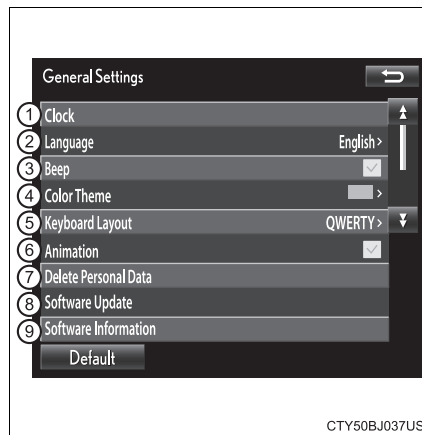 General Settings
1 Clock
2 Language English >
3 Beep
4 Color Theme >
5 Keyboard Layout QWERTY >
6 Animation
7 Delete Personal Data
8 Software Update
9 Software Information
Default
CTY50BJ037US